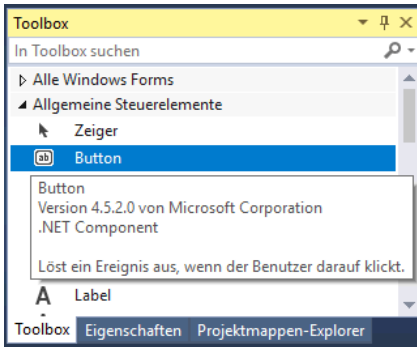 Toolbox
In Toolbox suchen
Alle Windows Forms
Allgemeine Steuerelemente
Zeiger
ab Button
Button
Version 4.5.2.0 von Microsoft Corporation
.NET Component
Löst ein Ereignis aus, wenn der Benutzer darauf klickt.
A Label
Toolbox Eigenschaften Projektmappen-Explorer